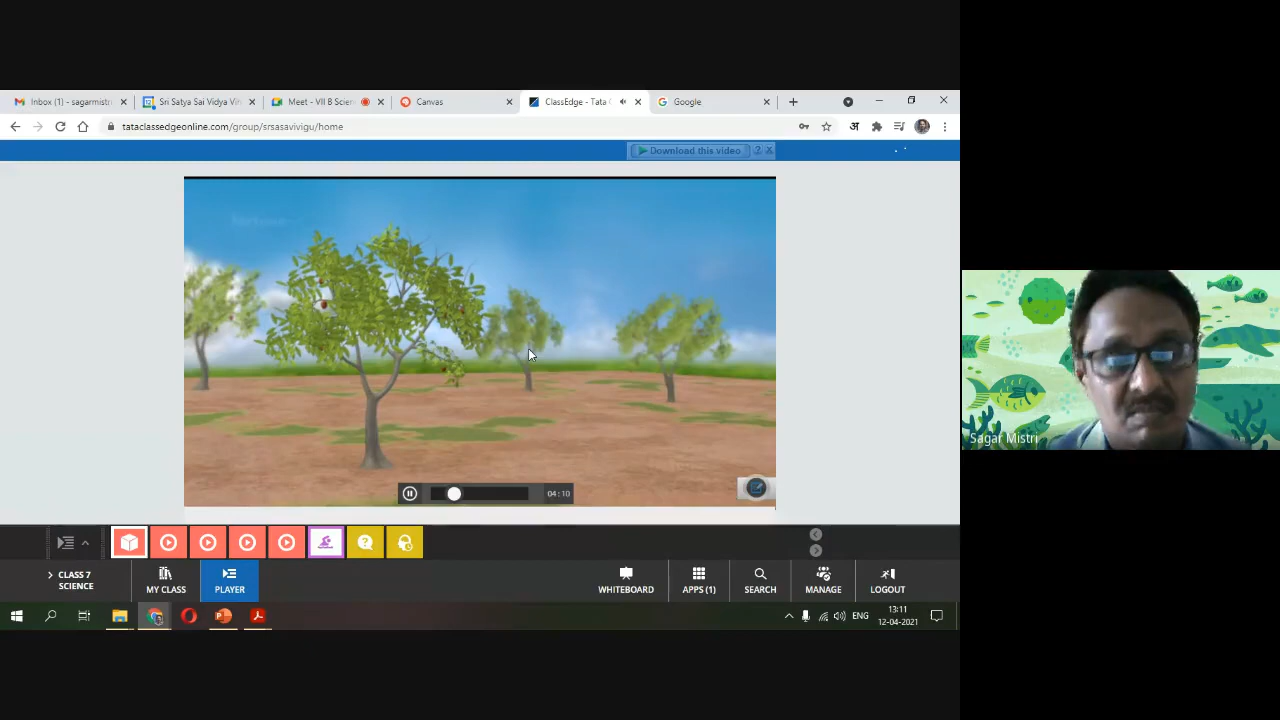 Inbox (1) - sagarmistr
Sri Satya Sai Vidya Vih
Meet - VII B Scien
Canvas
ClassEdge - Tata
Google
tataclassedgeonline.com/group/srsasavivigu/home
अ
Download this video
? X
04:10
Sagar Mistri
CLASS 7
SCIENCE
MY CLASS
PLAYER
WHITEBOARD
APPS (1)
SEARCH
MANAGE
LOGOUT
ENG
13:11
12-04-2021